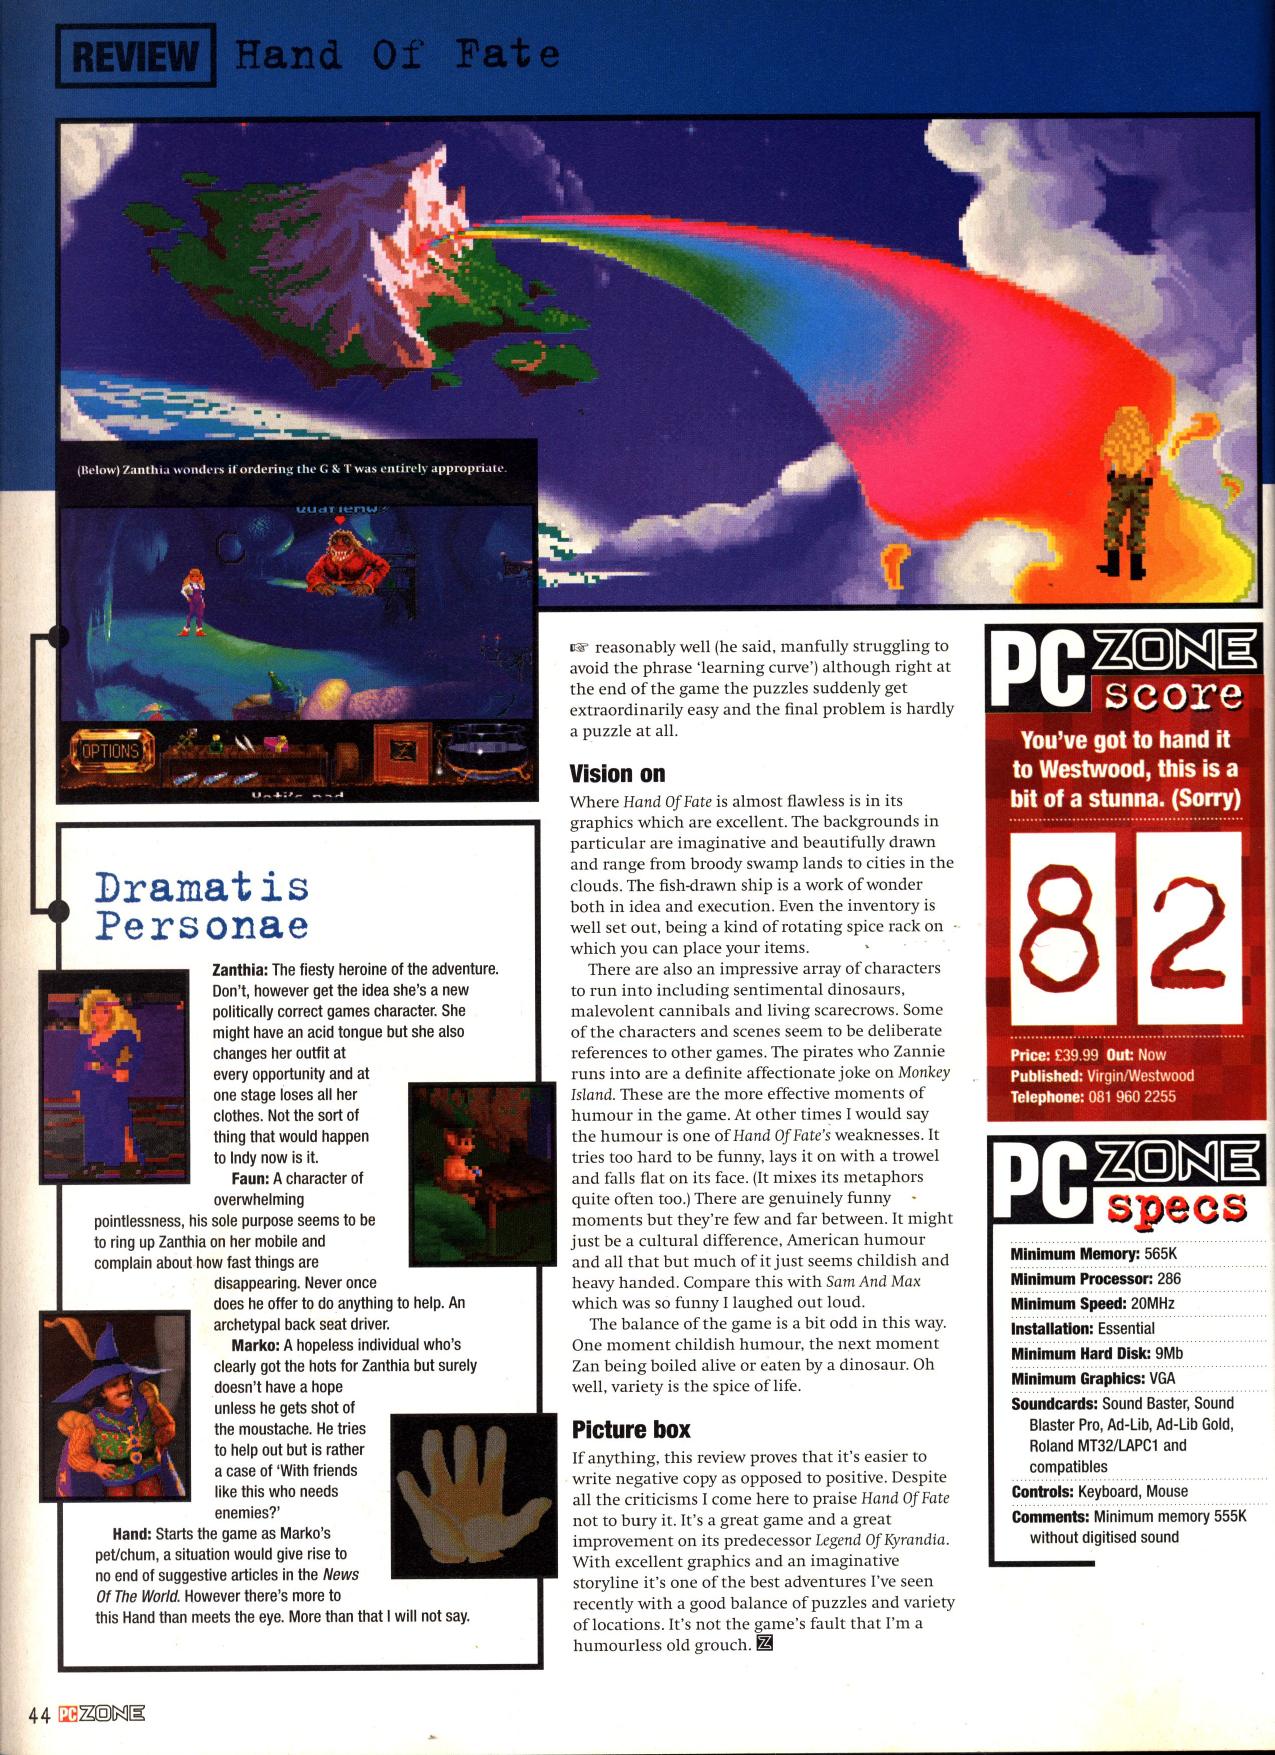 REVIEW Hand Of Fate
(Below) Zanthia wonders if ordering the G & T was entirely appropriate.
OPTIONS
Dramatis
Personae
Zanthia: The fiesty heroine of the adventure.
Don't, however get the idea she's a new
politically correct games character. She
might have an acid tongue but she also
changes her outfit at
every opportunity and at
one stage loses all her
clothes. Not the sort of
thing that would happen
to Indy now is it.
Faun: A character of
overwhelming
pointlessness, his sole purpose seems to be
to ring up Zanthia on her mobile and
complain about how fast things are
disappearing. Never once
does he offer to do anything to help. An
archetypal back seat driver.
Marko: A hopeless individual who's
clearly got the hots for Zanthia but surely
doesn't have a hope
unless he gets shot of
the moustache. He tries
to help out but is rather
a case of 'With friends
like this who needs
enemies?'
Hand: Starts the game as Marko's
pet/chum, a situation would give rise to
no end of suggestive articles in the News
Of The World. However there's more to
this Hand than meets the eye. More than that I will not say.
☞ reasonably well (he said, manfully struggling to
avoid the phrase 'learning curve') although right at
the end of the game the puzzles suddenly get
extraordinarily easy and the final problem is hardly
a puzzle at all.
Vision on
Where Hand Of Fate is almost flawless is in its
graphics which are excellent. The backgrounds in
particular are imaginative and beautifully drawn
and range from broody swamp lands to cities in the
clouds. The fish-drawn ship is a work of wonder
both in idea and execution. Even the inventory is
well set out, being a kind of rotating spice rack on
which you can place your items.
There are also an impressive array of characters
to run into including sentimental dinosaurs,
malevolent cannibals and living scarecrows. Some
of the characters and scenes seem to be deliberate
references to other games. The pirates who Zannie
runs into are a definite affectionate joke on Monkey
Island. These are the more effective moments of
humour in the game. At other times I would say
the humour is one of Hand Of Fate's weaknesses. It
tries too hard to be funny, lays it on with a trowel
and falls flat on its face. (It mixes its metaphors
quite often too.) There are genuinely funny
moments but they're few and far between. It might
just be a cultural difference, American humour
and all that but much of it just seems childish and
heavy handed. Compare this with Sam And Max
which was so funny I laughed out loud.
The balance of the game is a bit odd in this way.
One moment childish humour, the next moment
Zan being boiled alive or eaten by a dinosaur. Oh
well, variety is the spice of life.
Picture box
If anything, this review proves that it's easier to
write negative copy as opposed to positive. Despite
all the criticisms I come here to praise Hand Of Fate
not to bury it. It's a great game and a great
improvement on its predecessor Legend Of Kyrandia.
With excellent graphics and an imaginative
storyline it's one of the best adventures I've seen
recently with a good balance of puzzles and variety
of locations. It's not the game's fault that I'm a
humourless old grouch. Z
PC ZONE
score
You've got to hand it
to Westwood, this is a
bit of a stunna. (Sorry)
82
Price: £39.99 Out: Now
Published: Virgin/Westwood
Telephone: 081 960 2255
PC ZONE
specs
Minimum Memory: 565K
Minimum Processor: 286
Minimum Speed: 20MHz
Installation: Essential
Minimum Hard Disk: 9Mb
Minimum Graphics: VGA
Soundcards: Sound Baster, Sound
Blaster Pro, Ad-Lib, Ad-Lib Gold,
Roland MT32/LAPC1 and
compatibles
Controls: Keyboard, Mouse
Comments: Minimum memory 555K
without digitised sound
44 PC ZONE